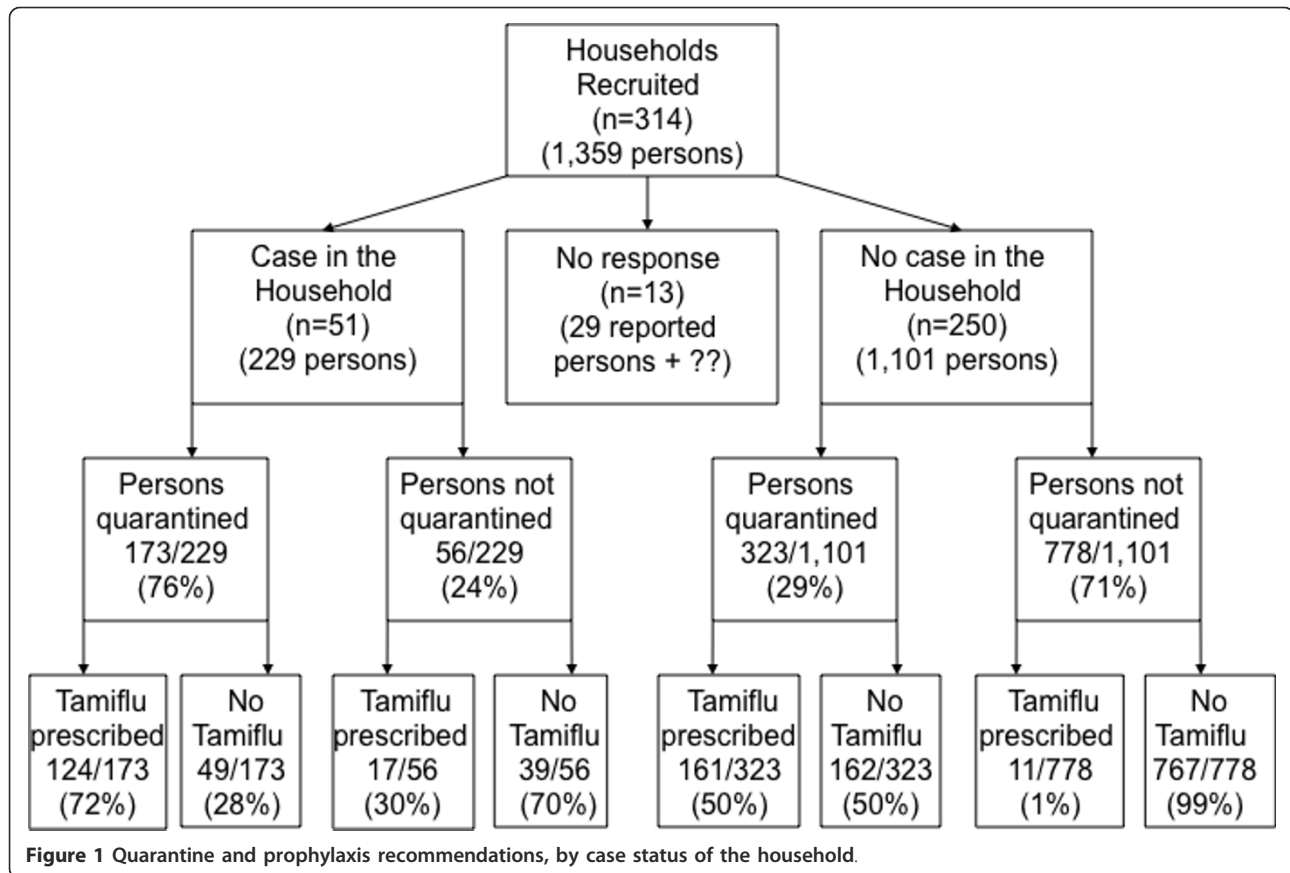 Households
Recruited
(n=314)
(1,359 persons)
Case in the
Household
(n=51)
(229 persons)
No response
(n=13)
(29 reported
persons + ??)
No case in the
Household
(n=250)
(1,101 persons)
Persons
quarantined
173/229
(76%)
Persons not
quarantined
56/229
(24%)
Persons
quarantined
323/1,101
(29%)
Persons not
quarantined
778/1,101
(71%)
Tamiflu
prescribed
124/173
(72%)
No
Tamiflu
49/173
(28%)
Tamiflu
prescribed
17/56
(30%)
No
Tamiflu
39/56
(70%)
Tamiflu
prescribed
161/323
(50%)
No
Tamiflu
162/323
(50%)
Tamiflu
prescribed
11/778
(1%)
No
Tamiflu
767/778
(99%)
Figure 1 Quarantine and prophylaxis recommendations, by case status of the household.